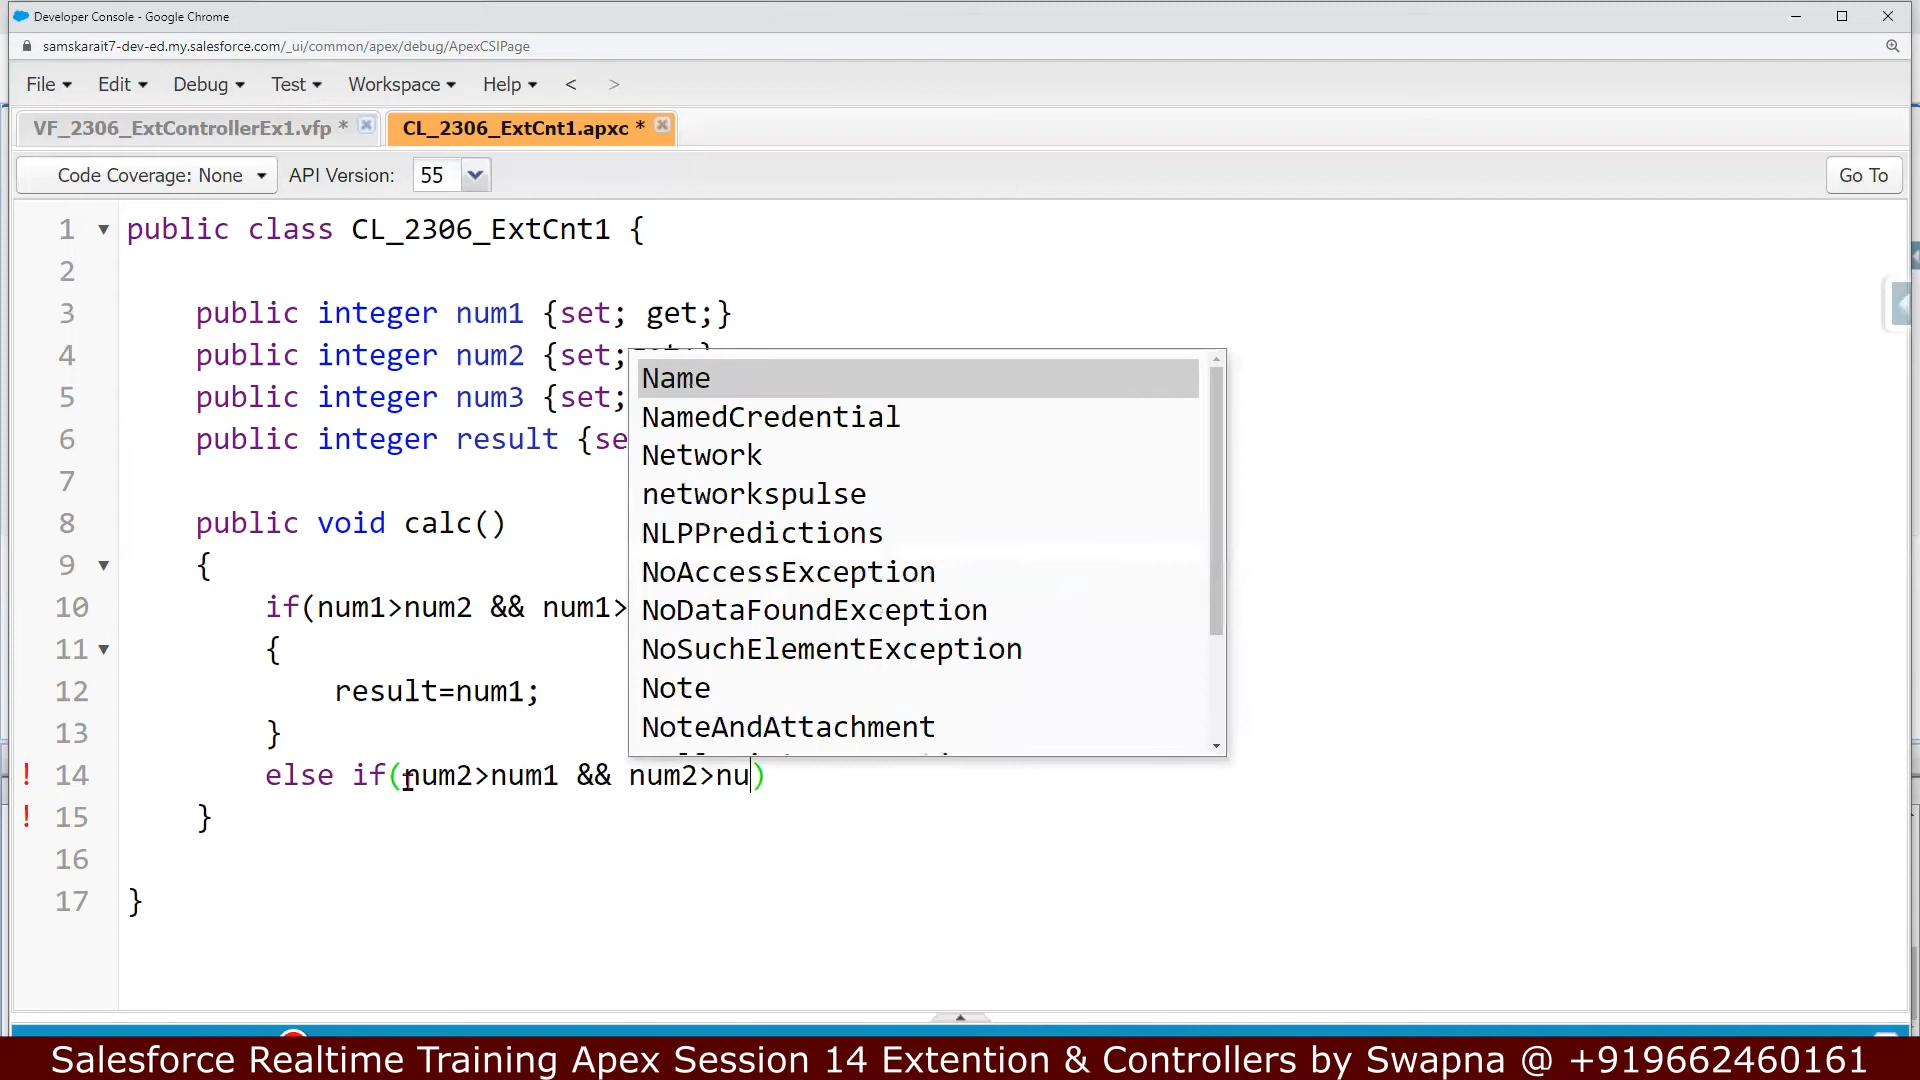 Developer Console - Google Chrome
samskarait7-dev-ed.my.salesforce.com/_ui/common/apex/debug/ApexCSIPage
File Edit Debug Test Workspace Help < >
VF_2306_ExtControllerEx1.vfp * CL_2306_ExtCnt1.apxc *
Code Coverage: None API Version: 55 Go To
1 public class CL_2306_ExtCnt1 {
2
3 public integer num1 {set; get;}
4 public integer num2 {set;
5 public integer num3 {set;
6 public integer result {se
7
8 public void calc()
9 {
10 if(num1>num2 && num1>
11 {
12 result=num1;
13 }
! 14 else if(num2>num1 && num2>nu)
! 15 }
16
17 }
Name
NamedCredential
Network
networkspulse
NLPPredictions
NoAccessException
NoDataFoundException
NoSuchElementException
Note
NoteAndAttachment
Salesforce Realtime Training Apex Session 14 Extention & Controllers by Swapna @ +919662460161